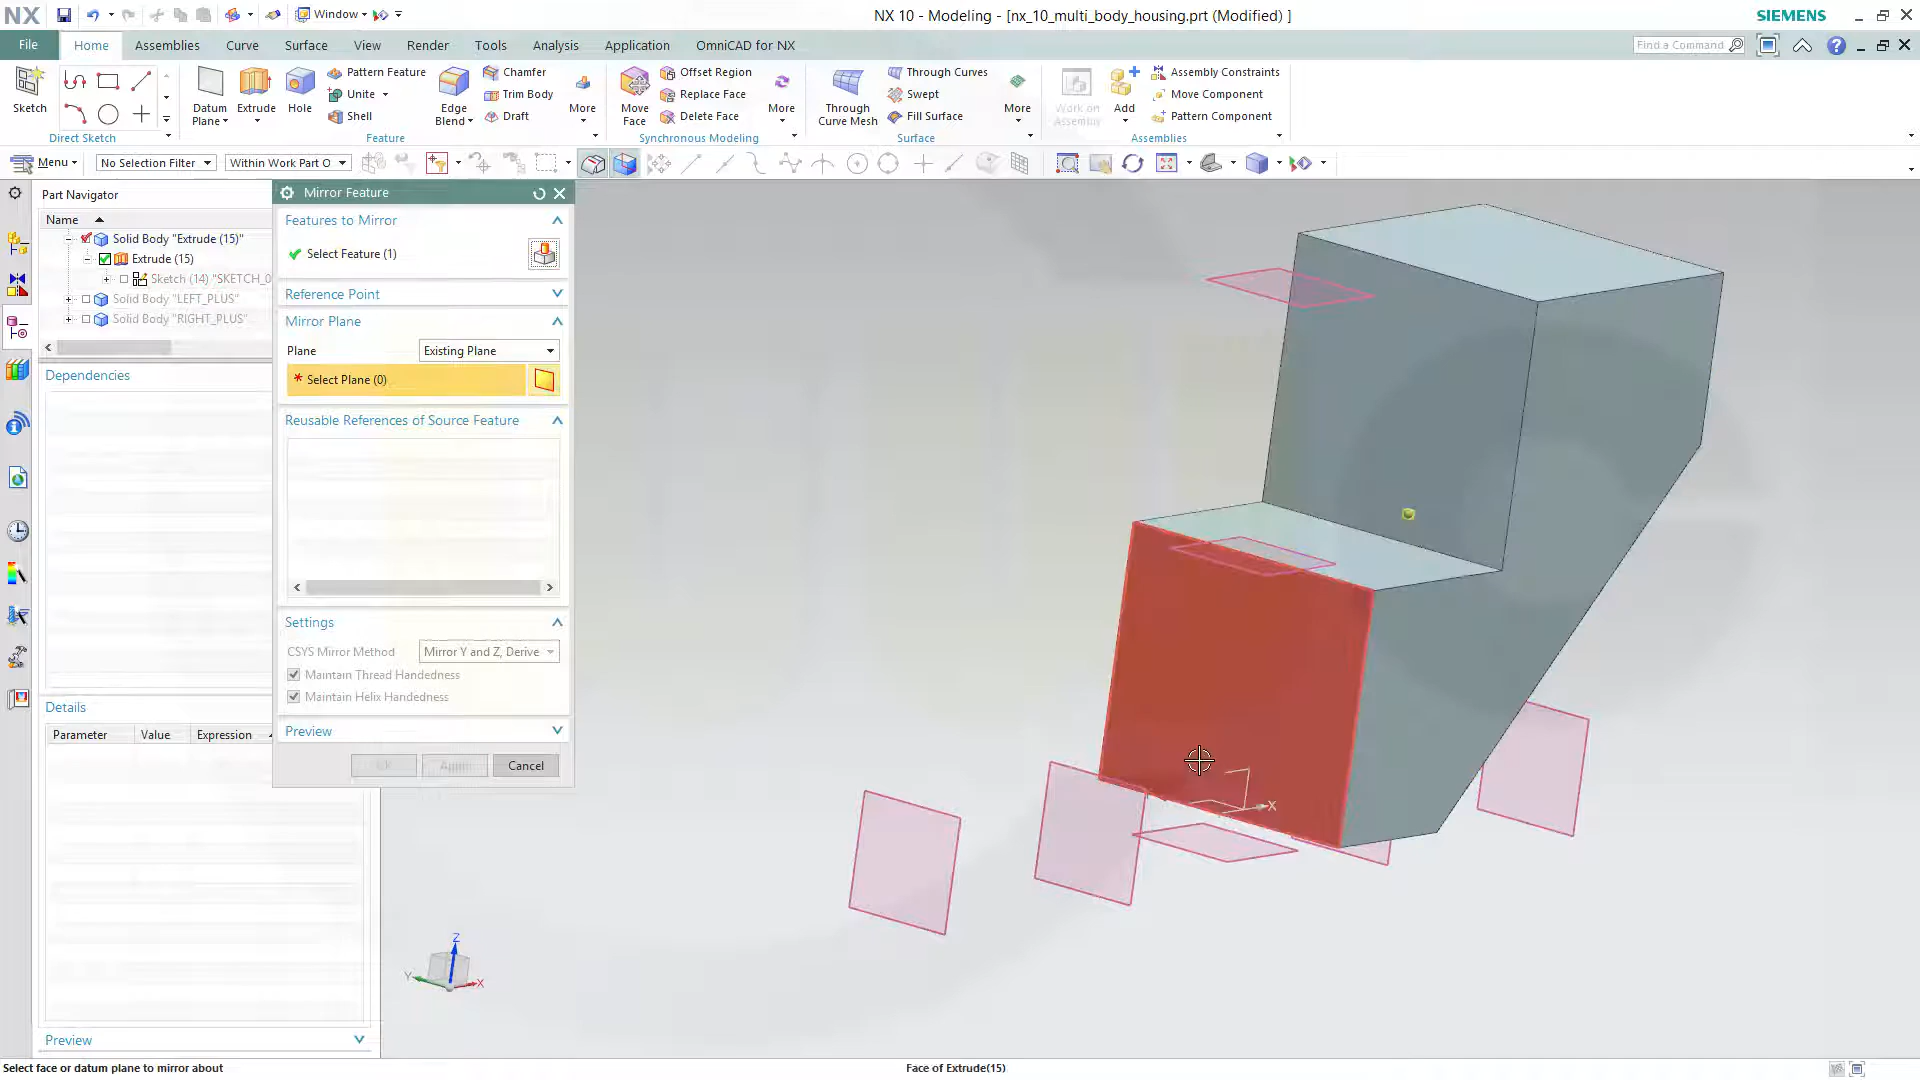 NX
Window
NX 10 - Modeling - [nx_10_multi_body_housing.prt (Modified) ]
SIEMENS
File
Home
Assemblies
Curve
Surface
View
Render
Tools
Analysis
Application
OmniCAD for NX
Find a Command
Sketch
Direct Sketch
Datum Plane
Extrude
Hole
Pattern Feature
Unite
Shell
Edge Blend
Chamfer
Trim Body
Draft
More
Feature
Move Face
Offset Region
Replace Face
Delete Face
More
Synchronous Modeling
Through Curve Mesh
Through Curves
Swept
Fill Surface
More
Surface
Work on Assembly
Add
Assembly Constraints
Move Component
Pattern Component
Assemblies
Menu
No Selection Filter
Within Work Part O
Part Navigator
Name
Solid Body "Extrude (15)"
Extrude (15)
Sketch (14) "SKETCH_0
Solid Body "LEFT_PLUS"
Solid Body "RIGHT_PLUS"
Dependencies
Details
Parameter
Value
Expression
Preview
Mirror Feature
Features to Mirror
Select Feature (1)
Reference Point
Mirror Plane
Plane
Existing Plane
* Select Plane (0)
Reusable References of Source Feature
Settings
CSYS Mirror Method
Mirror Y and Z, Derive
Maintain Thread Handedness
Maintain Helix Handedness
Preview
Cancel
X
Z
Y
X
Select face or datum plane to mirror about
Face of Extrude(15)